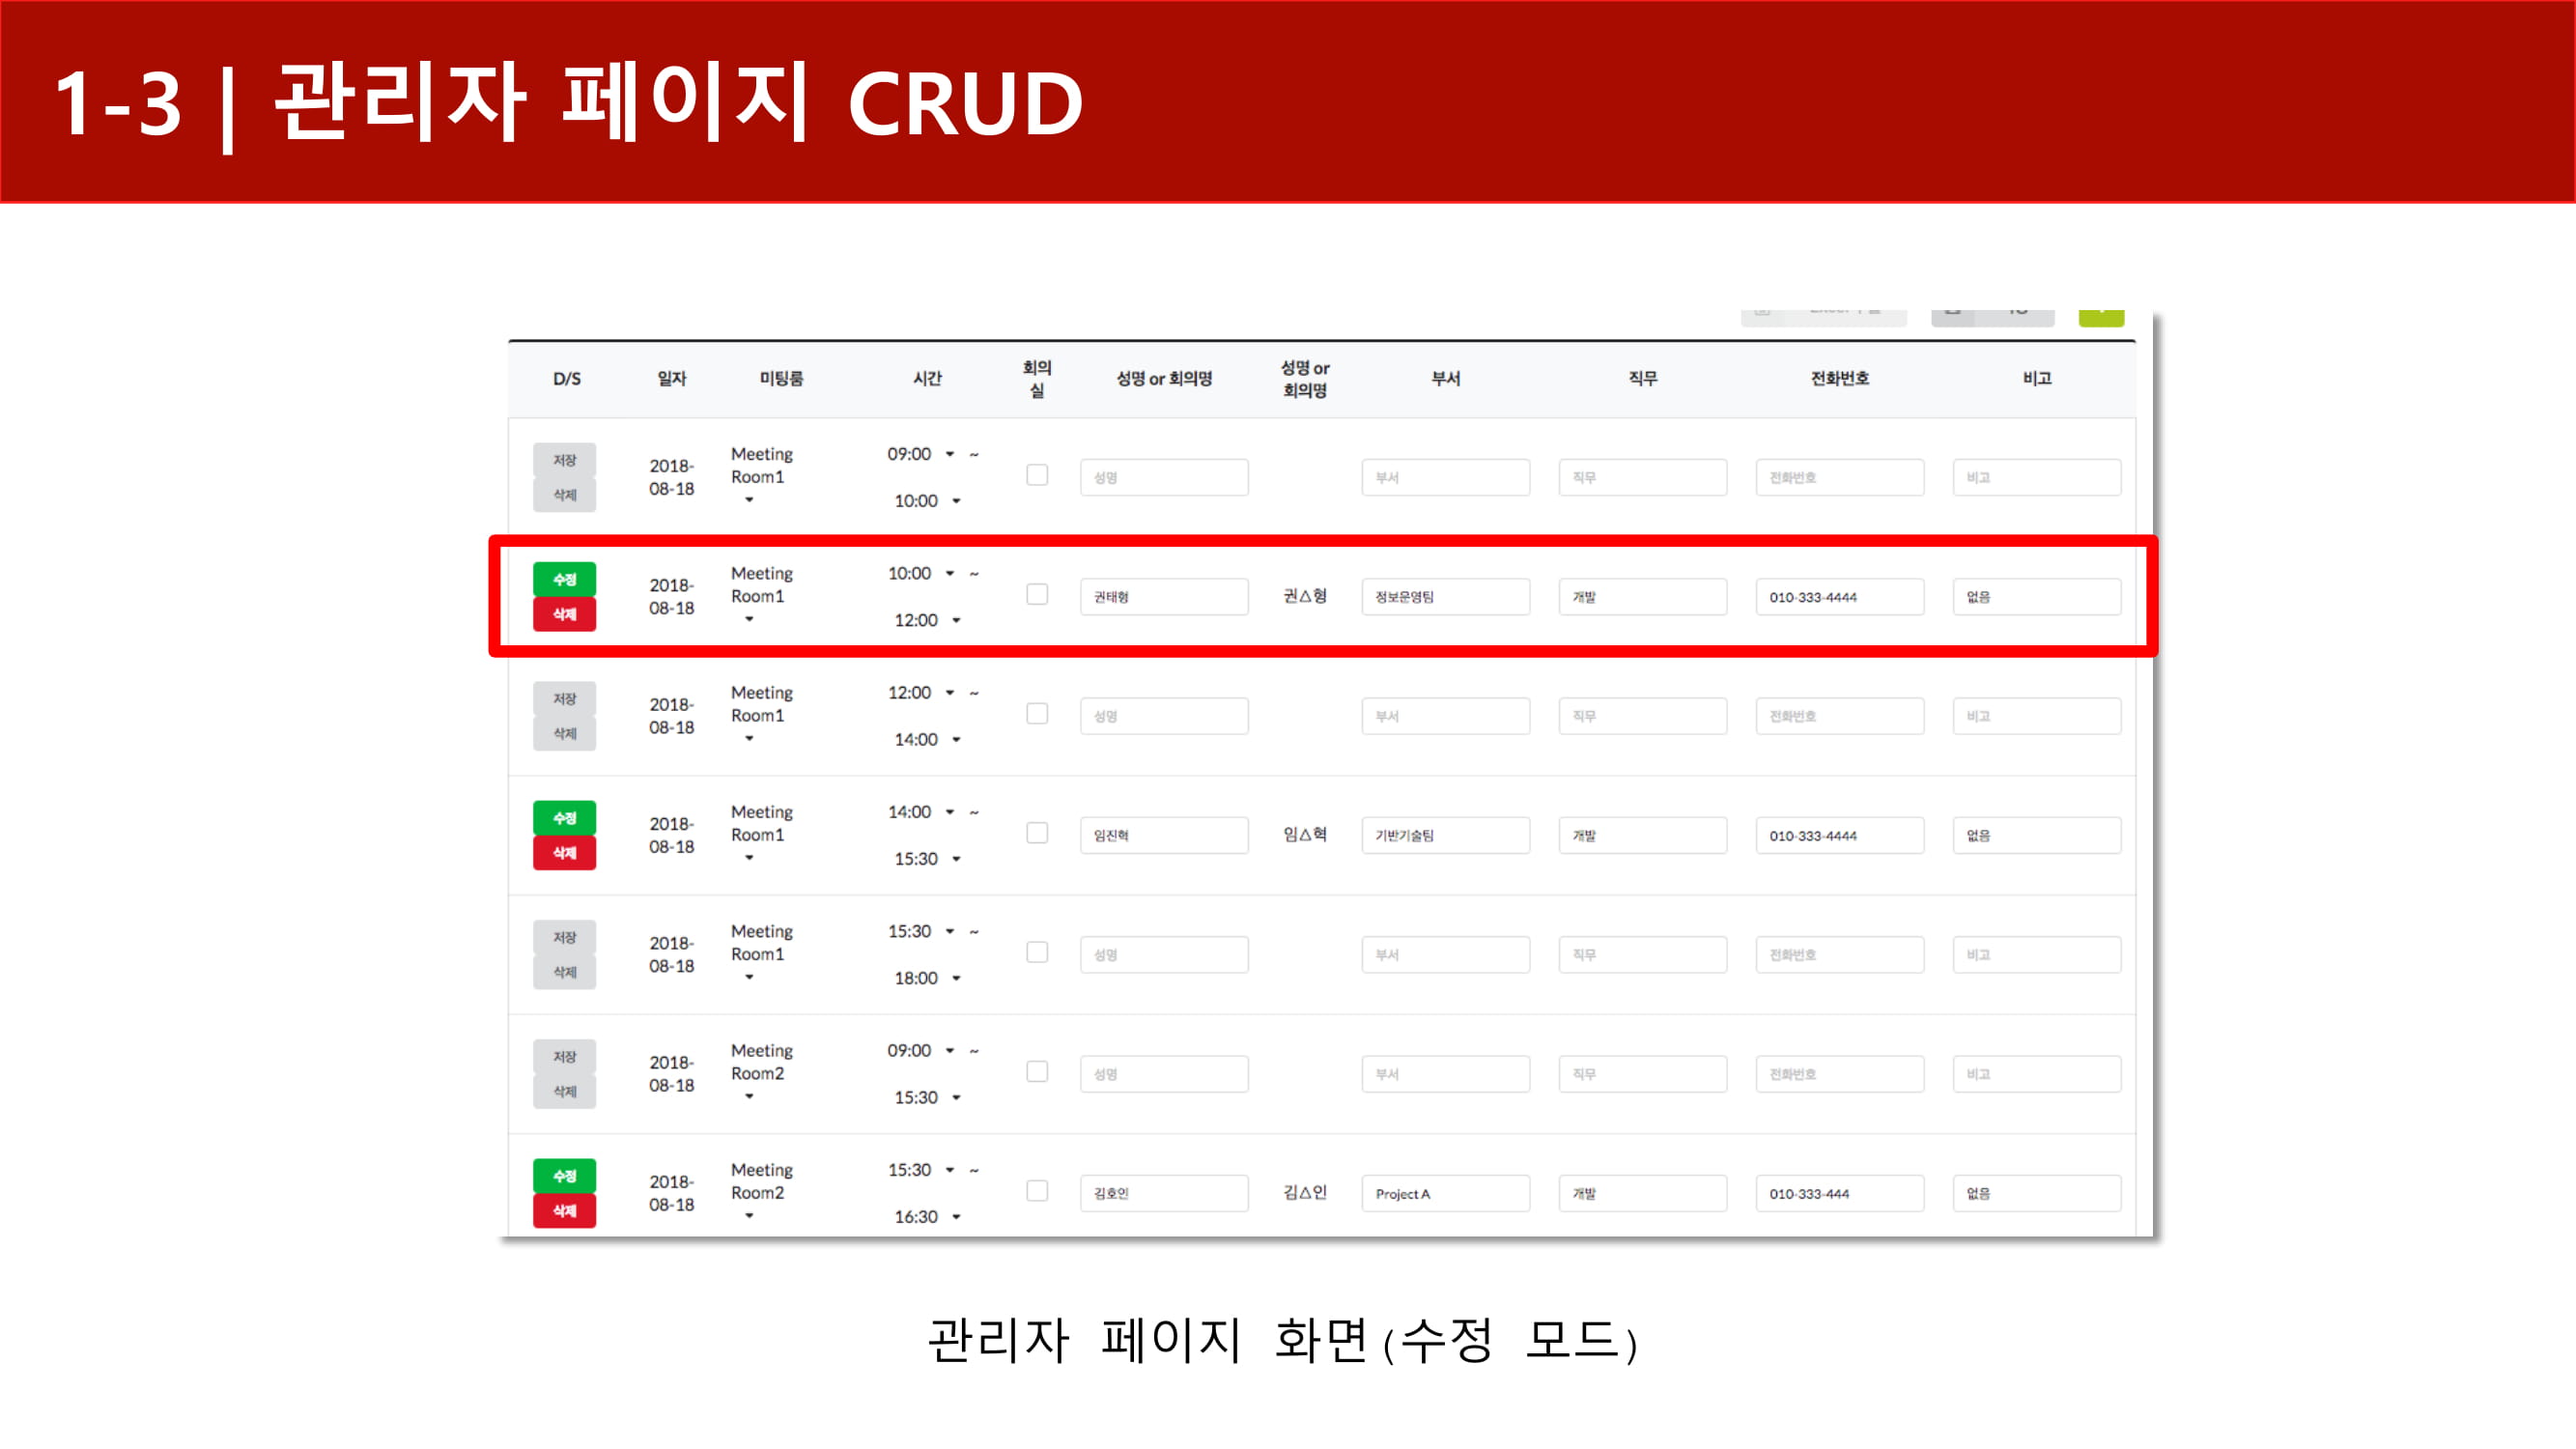 1-3 | 관리자 페이지 CRUD
D/S 일자 미팅룸 시간 회의실 성명 or 회의명 성명 or 회의명 부서 직무 전화번호 비고
저장 삭제 2018-08-18 Meeting Room1 09:00 ~ 10:00 성명 부서 직무 전화번호 비고
수정 삭제 2018-08-18 Meeting Room1 10:00 ~ 12:00 권태형 권△형 정보운영팀 개발 010-333-4444 없음
저장 삭제 2018-08-18 Meeting Room1 12:00 ~ 14:00 성명 부서 직무 전화번호 비고
수정 삭제 2018-08-18 Meeting Room1 14:00 ~ 15:30 임진혁 임△혁 기반기술팀 개발 010-333-4444 없음
저장 삭제 2018-08-18 Meeting Room1 15:30 ~ 18:00 성명 부서 직무 전화번호 비고
저장 삭제 2018-08-18 Meeting Room2 09:00 ~ 15:30 성명 부서 직무 전화번호 비고
수정 삭제 2018-08-18 Meeting Room2 15:30 ~ 16:30 김호인 김△인 Project A 개발 010-333-444 없음
관리자 페이지 화면(수정 모드)